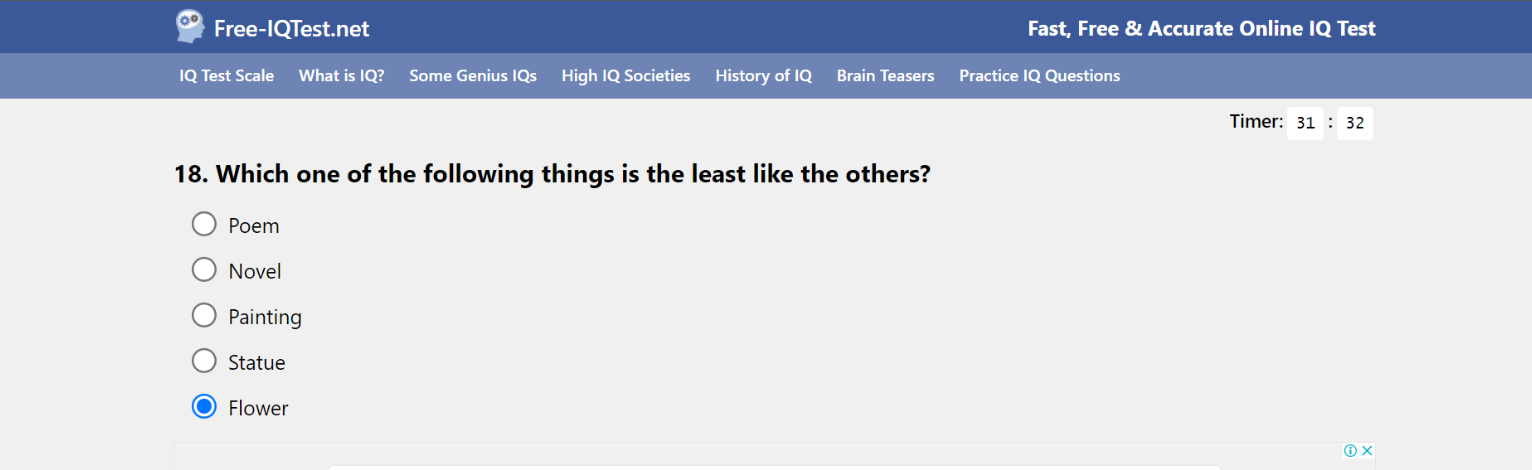 Free-IQTest.net
Fast, Free & Accurate Online IQ Test
IQ Test Scale What is IQ? Some Genius IQs High IQ Societies History of IQ Brain Teasers Practice IQ Questions
Timer: 31 : 32
18. Which one of the following things is the least like the others?
Poem
Novel
Painting
Statue
Flower